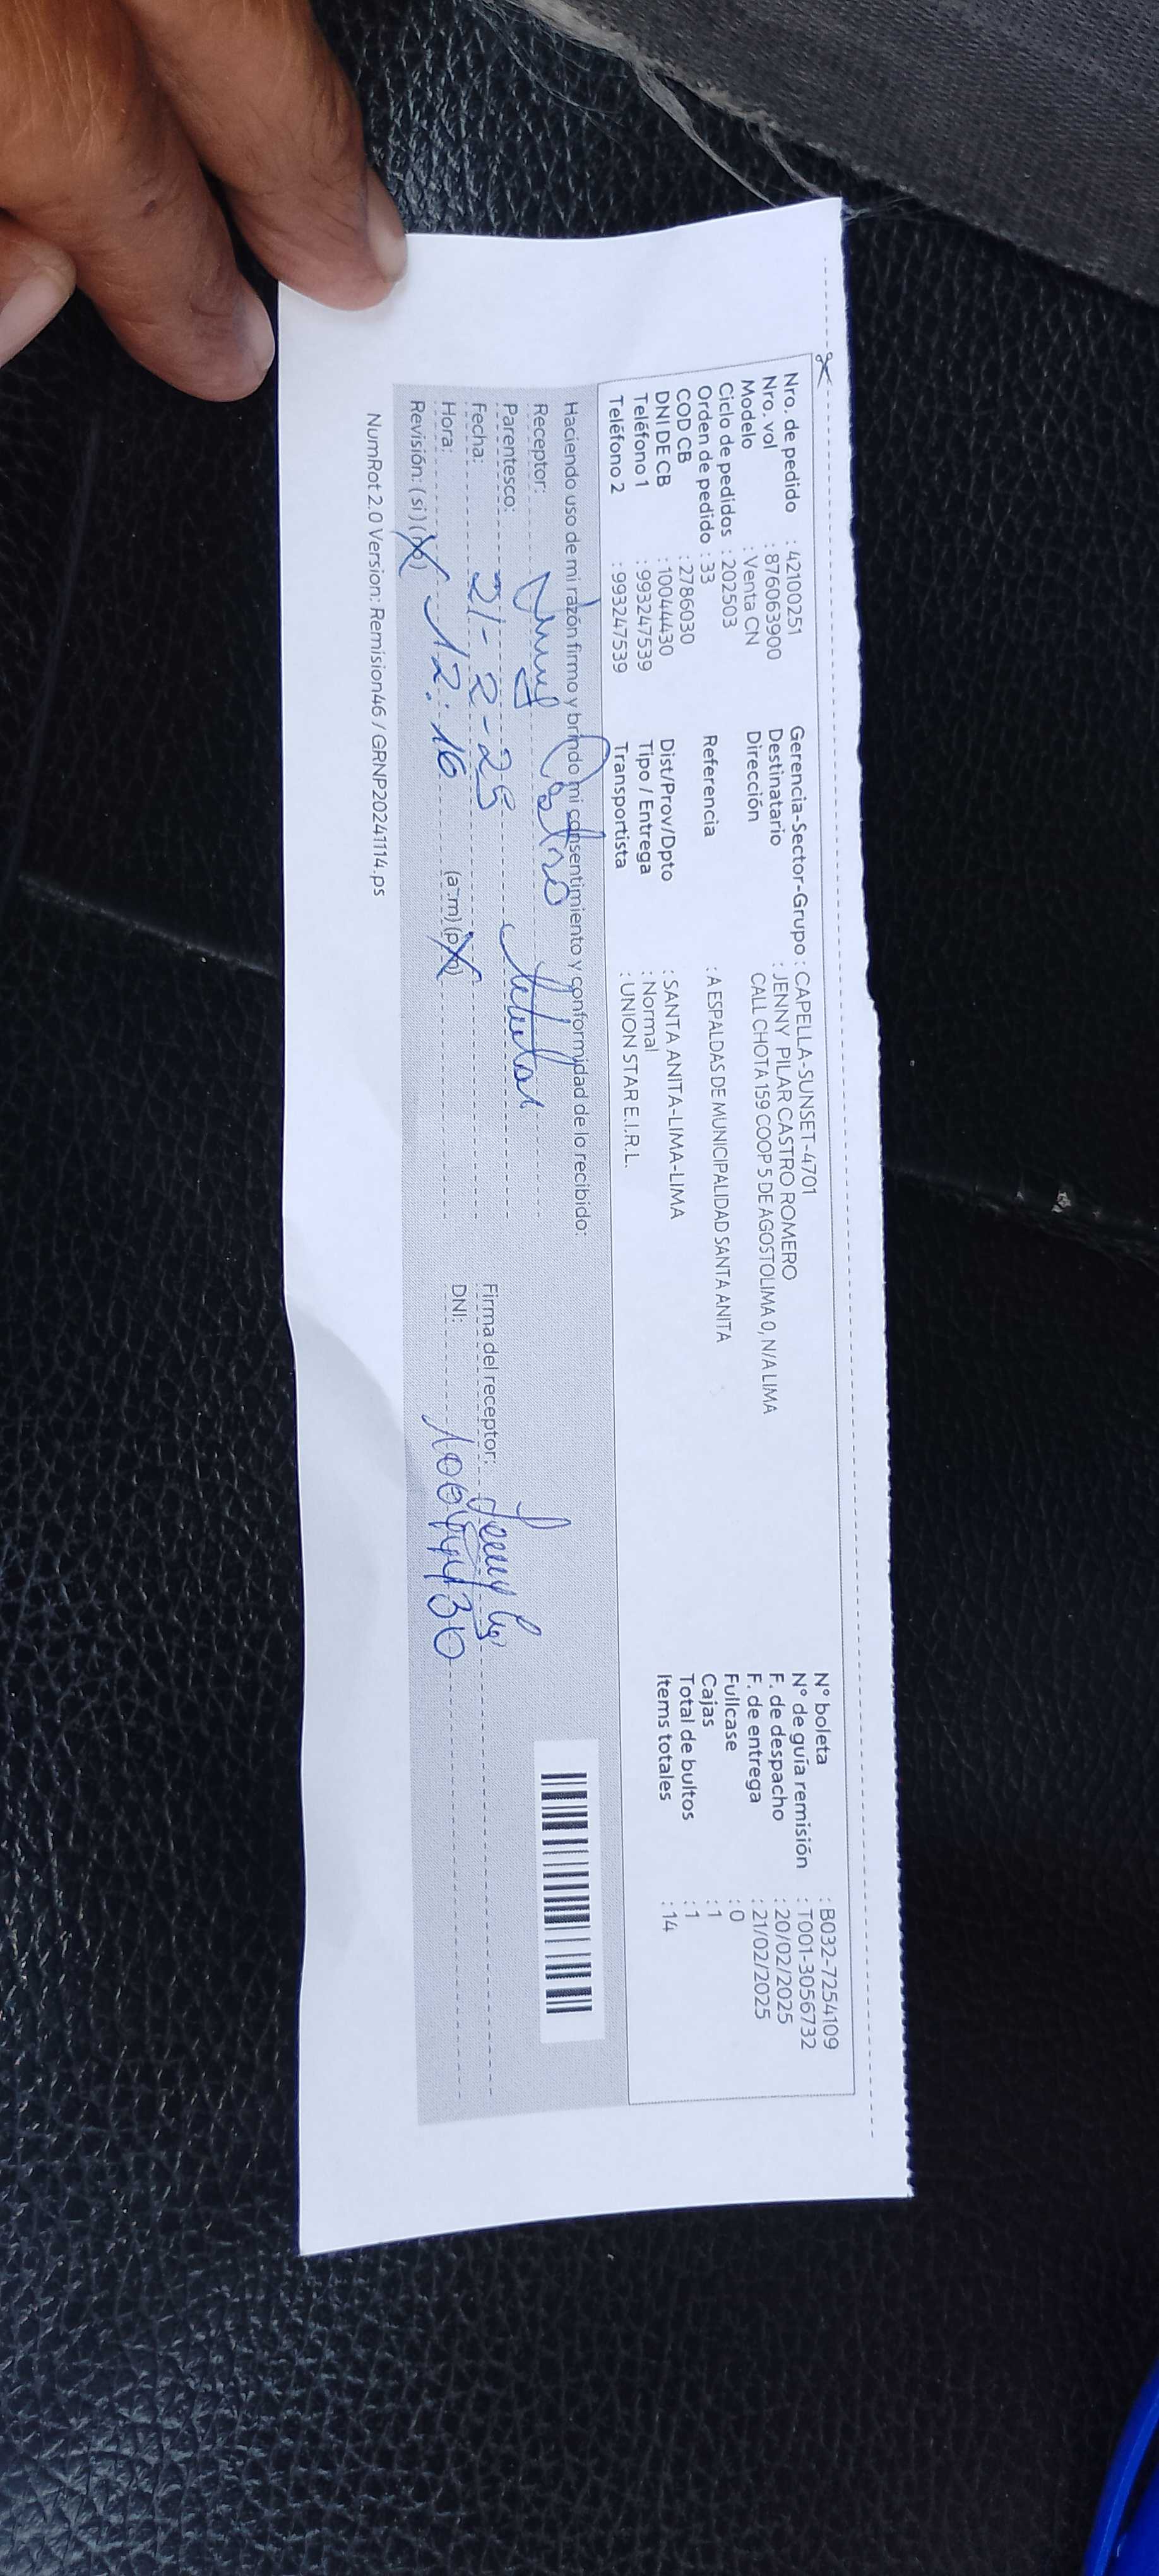 Nro. de pedido : 42100251
Nro. vol : 876063900
Modelo : Venta CN
Ciclo de pedidos : 202503
Orden de pedido : 33
COD CB : 2786030
DNI DE CB : 10044430
Teléfono 1 : 993247539
Teléfono 2 : 993247539
Gerencia-Sector-Grupo : CAPELLA-SUNSET-4701
Destinatario : JENNY PILAR CASTRO ROMERO
Dirección CALL CHOTA 159 COOP 5 DE AGOSTOLIMA 0, N/A LIMA
Referencia : A ESPALDAS DE MUNICIPALIDAD SANTA ANITA
Dist/Prov/Dpto : SANTA ANITA-LIMA-LIMA
Tipo / Entrega : Normal
Transportista : UNION STAR E.I.R.L.
N° boleta : B032-7254109
N° de guía remisión : T001-3056732
F. de despacho : 20/02/2025
F. de entrega : 21/02/2025
Fullcase : 0
Cajas : 1
Total de bultos : 1
Items totales : 14
Haciendo uso de mi razón firmo y brindo mi consentimiento y conformidad de lo recibido:
Receptor: Jenny Castro
Parentesco: titular
Fecha: 21-2-25
Hora: 12:16 (a.m) (p.m)
Revisión: (si) (no)
Firma del receptor: Jenny
DNI: 10044430
NumRot 2.0 Version: Remision46 / GRNP20241114.ps